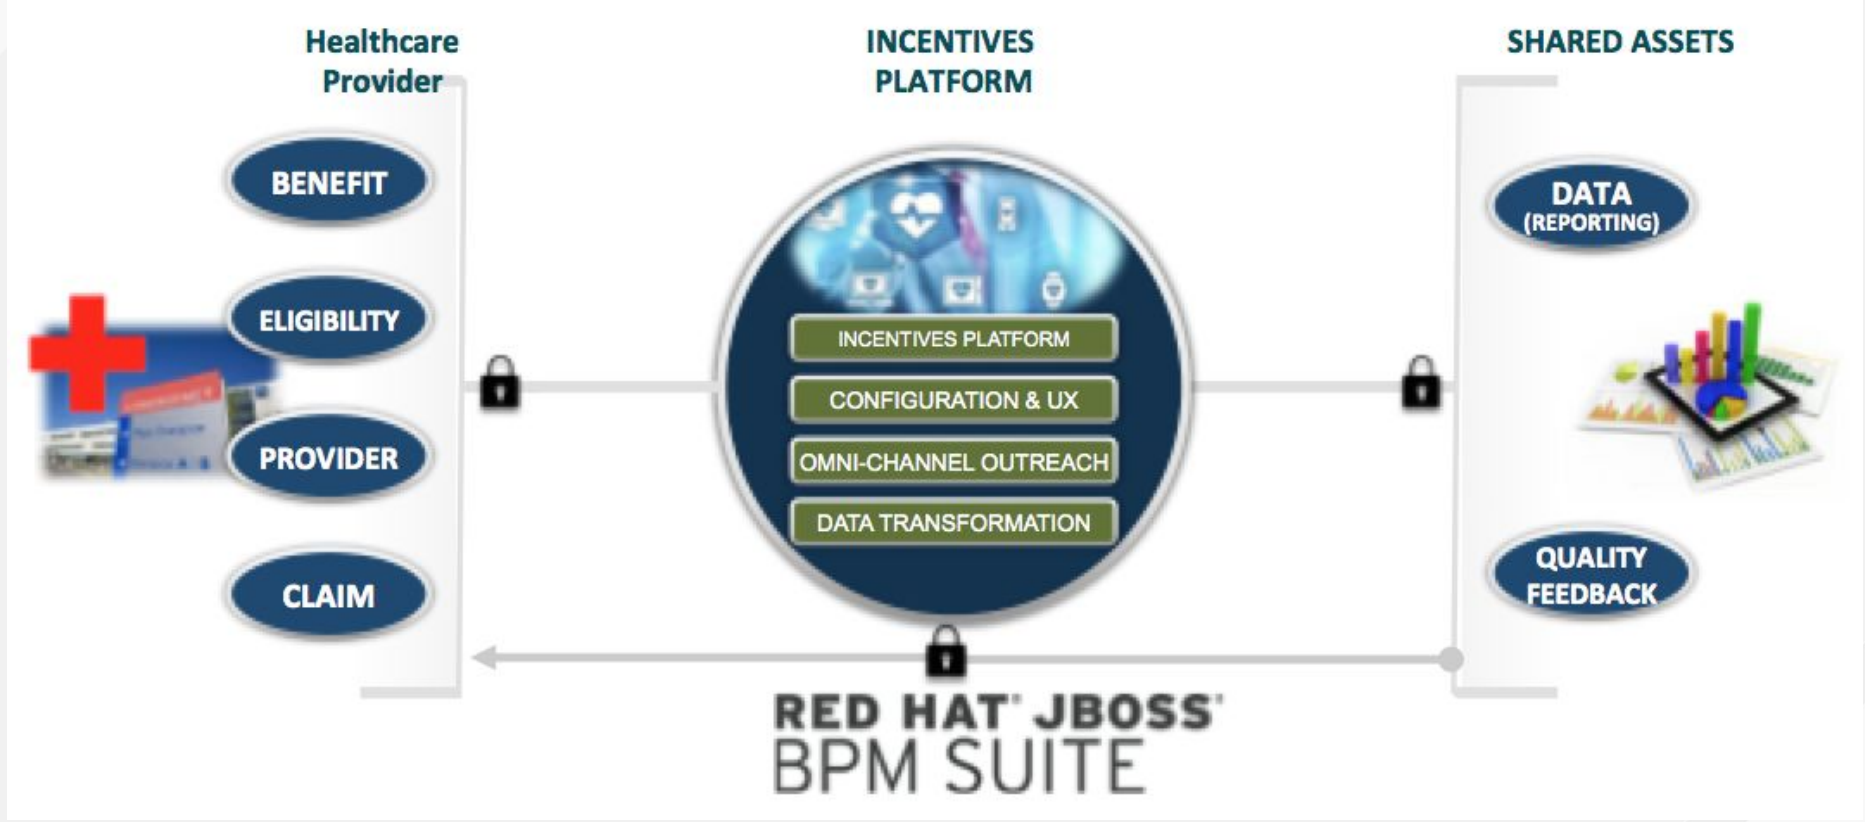 Healthcare
Provider
BENEFIT
ELIGIBILITY
PROVIDER
CLAIM
INCENTIVES
PLATFORM
INCENTIVES PLATFORM
CONFIGURATION & UX
OMNI-CHANNEL OUTREACH
DATA TRANSFORMATION
RED HAT JBOSS
BPM SUITE
SHARED ASSETS
DATA
(REPORTING)
QUALITY
FEEDBACK